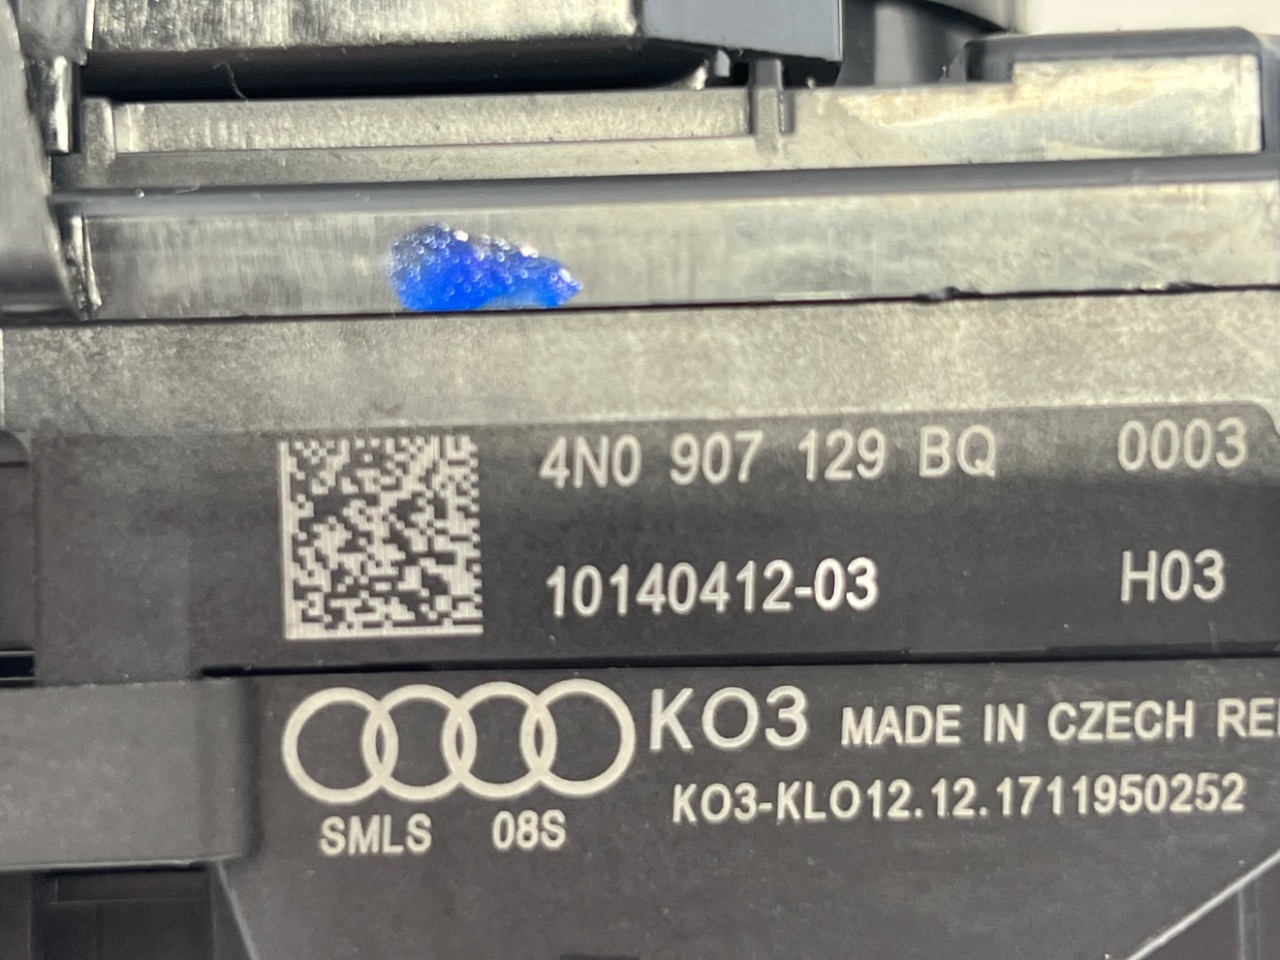 4N0 907 129 BQ 0003
10140412-03 H03
KO3 MADE IN CZECH RE
KO3-KLO12.12.1711950252
SMLS 08S